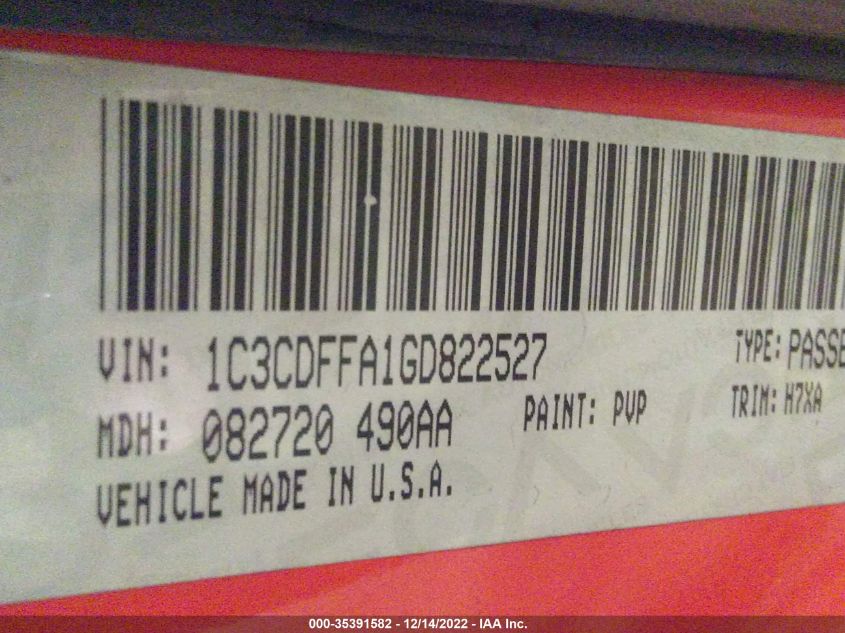 VIN: 1C3CDFFA1GD822527 TYPE: PASSE
MDH: 082720 490AA PAINT: PVP TRIM: H7XA
VEHICLE MADE IN U.S.A.
000-35391582 - 12/14/2022 - IAA Inc.